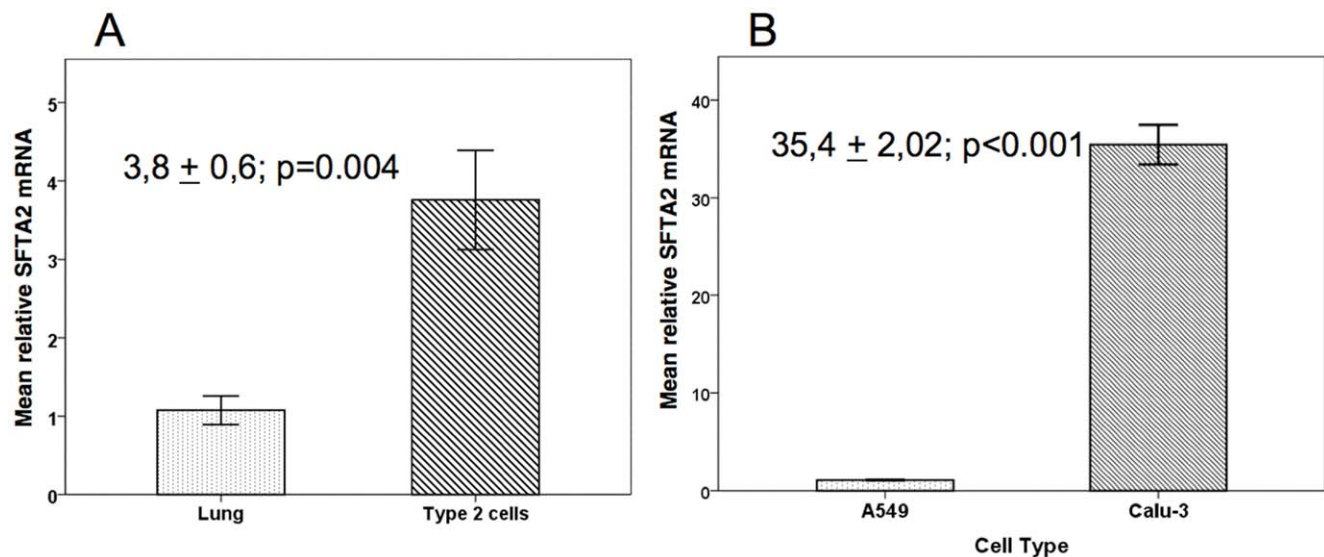 A
Mean relative SFTA2 mRNA
5
4
3
2
1
0
3,8 ± 0,6; p=0.004
Lung
Type 2 cells
B
Mean relative SFTA2 mRNA
40
30
20
10
0
35,4 ± 2,02; p<0.001
A549
Calu-3
Cell Type